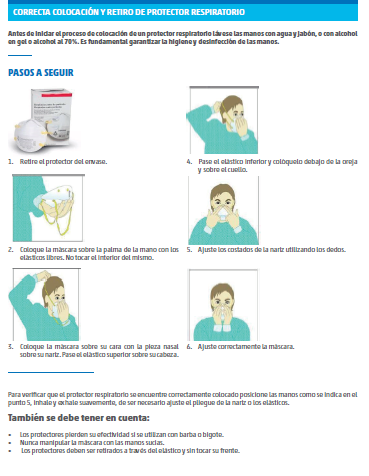 CORRECTA COLOCACIÓN Y RETIRO DE PROTECTOR RESPIRATORIO
Antes de iniciar el proceso de colocación de un protector respiratorio lávese las manos con agua y jabón, o con alcohol
en gel o alcohol al 70%. Es fundamental garantizar la higiene y desinfección de las manos.
PASOS A SEGUIR
1. Retire el protector del envase.
2. Coloque la máscara sobre la palma de la mano con los
elásticos libres. No tocar el interior del mismo.
3. Coloque la máscara sobre su cara con la pieza nasal
sobre su nariz. Pase el elástico superior sobre su cabeza.
4. Pase el elástico inferior y colóquelo debajo de la oreja
y sobre el cuello.
5. Ajuste los costados de la nariz utilizando los dedos.
6. Ajuste correctamente la máscara.
Para verificar que el protector respiratorio se encuentre correctamente colocado posicione las manos como se indica en el
punto 5, inhale y exhale suavemente, de ser necesario ajuste el pliegue de la nariz o los elásticos.
También se debe tener en cuenta:
• Los protectores pierden su efectividad si se utilizan con barba o bigote.
• Nunca manipular la máscara con las manos sucias.
• Los protectores deben ser retirados a través del elástico y sin tocar su frente.